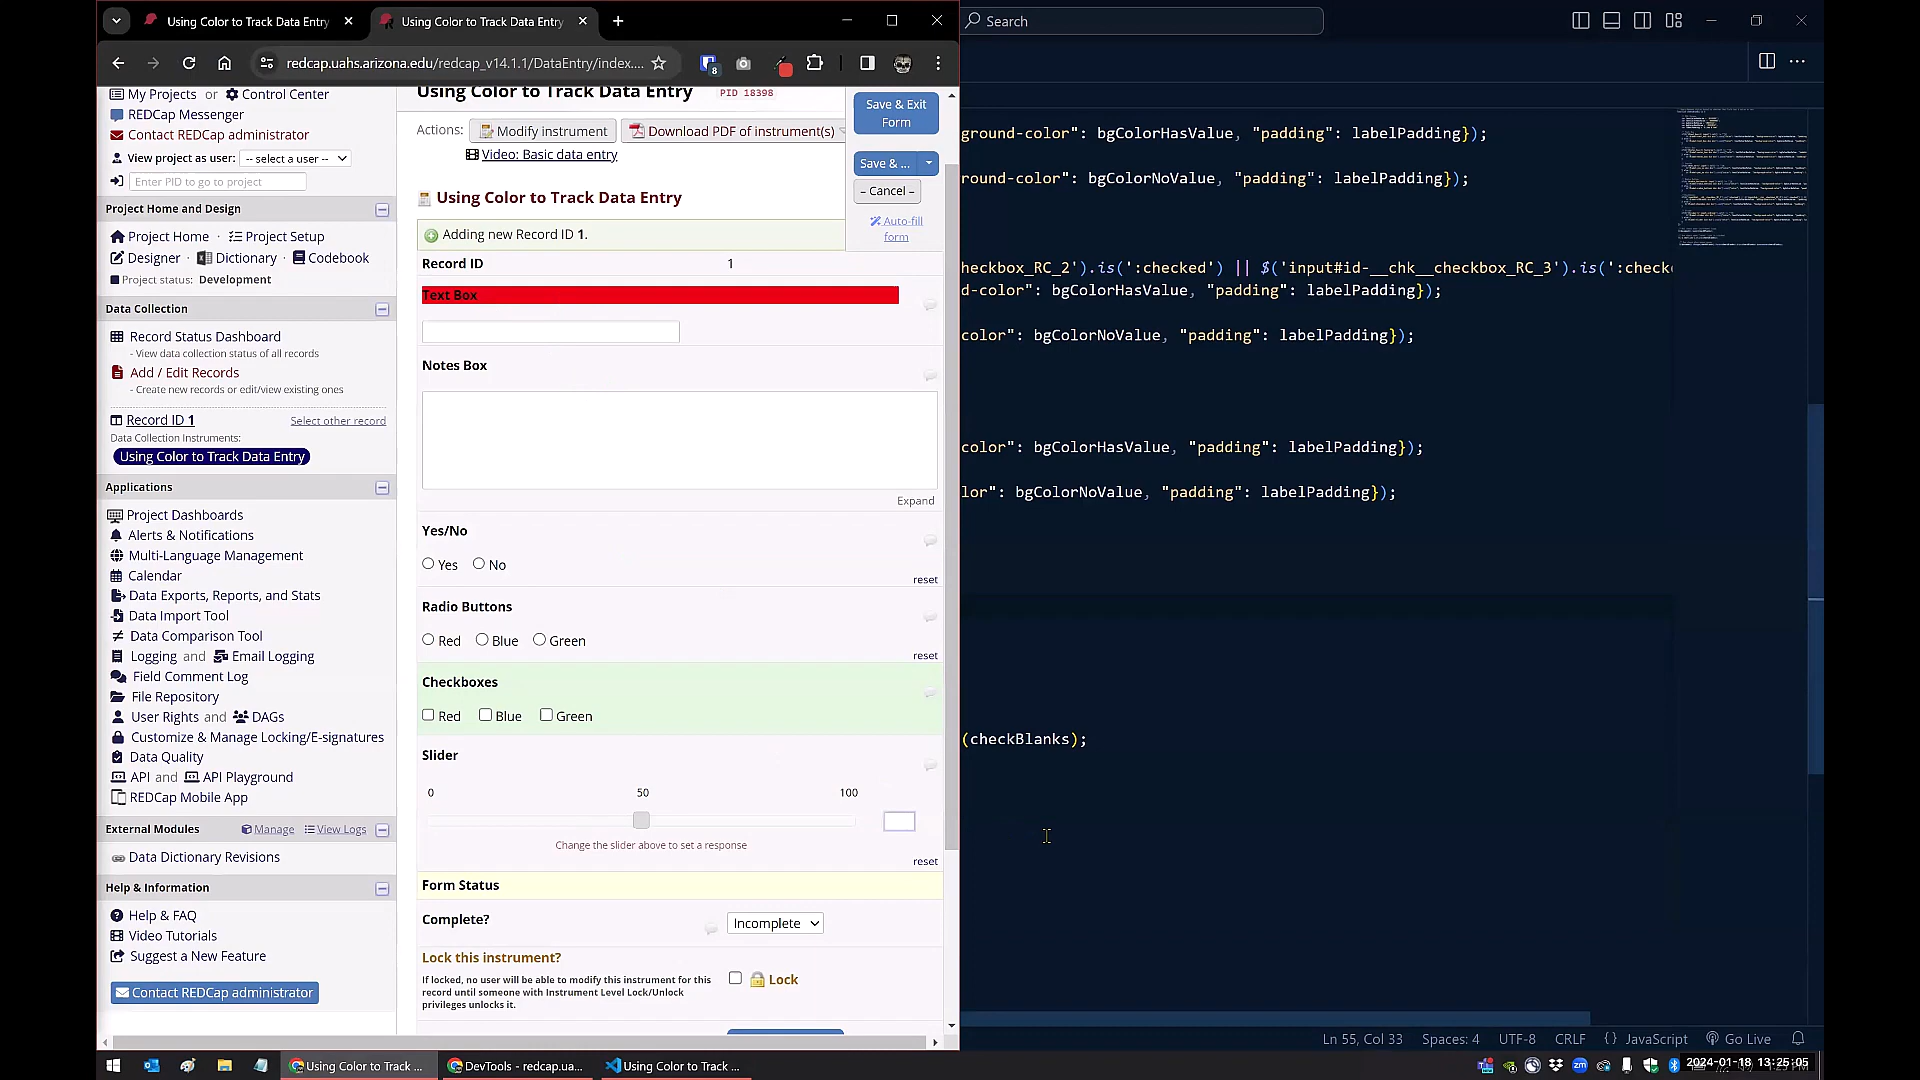 Using Color to Track Data Entry
Using Color to Track Data Entry
Search
redcap.uahs.arizona.edu/redcap_v14.1.1/DataEntry/index....
8
My Projects or Control Center
REDCap Messenger
Contact REDCap administrator
View project as user: -- select a user --
Enter PID to go to project
Project Home and Design
Project Home · Project Setup
Designer · Dictionary · Codebook
Project status: Development
Data Collection
Record Status Dashboard
- View data collection status of all records
Add / Edit Records
- Create new records or edit/view existing ones
Record ID 1 Select other record
Data Collection Instruments:
Using Color to Track Data Entry
Applications
Project Dashboards
Alerts & Notifications
Multi-Language Management
Calendar
Data Exports, Reports, and Stats
Data Import Tool
Data Comparison Tool
Logging and Email Logging
Field Comment Log
File Repository
User Rights and DAGs
Customize & Manage Locking/E-signatures
Data Quality
API and API Playground
REDCap Mobile App
External Modules Manage View Logs
Data Dictionary Revisions
Help & Information
Help & FAQ
Video Tutorials
Suggest a New Feature
Contact REDCap administrator
Using Color to Track Data Entry PID 18398
Actions: Modify instrument Download PDF of instrument(s)
Video: Basic data entry
Save & Exit
Form
Save & ...
– Cancel –
Auto-fill
form
Using Color to Track Data Entry
Adding new Record ID 1.
Record ID 1
Text Box
Notes Box
Expand
Yes/No
Yes No
reset
Radio Buttons
Red Blue Green
reset
Checkboxes
Red Blue Green
Slider
0 50 100
Change the slider above to set a response
reset
Form Status
Complete? Incomplete
Lock this instrument?
If locked, no user will be able to modify this instrument for this
record until someone with Instrument Level Lock/Unlock
privileges unlocks it.
Lock
ground-color": bgColorHasValue, "padding": labelPadding});
ground-color": bgColorNoValue, "padding": labelPadding});
heckbox_RC_2').is(':checked') || $('input#id-__chk__checkbox_RC_3').is(':checke
d-color": bgColorHasValue, "padding": labelPadding});
color": bgColorNoValue, "padding": labelPadding});
color": bgColorHasValue, "padding": labelPadding});
lor": bgColorNoValue, "padding": labelPadding});
(checkBlanks);
Ln 55, Col 33 Spaces: 4 UTF-8 CRLF {} JavaScript Go Live
Using Color to Track ... DevTools - redcap.ua... Using Color to Track ...
zm
2024-01-18 13:25:05